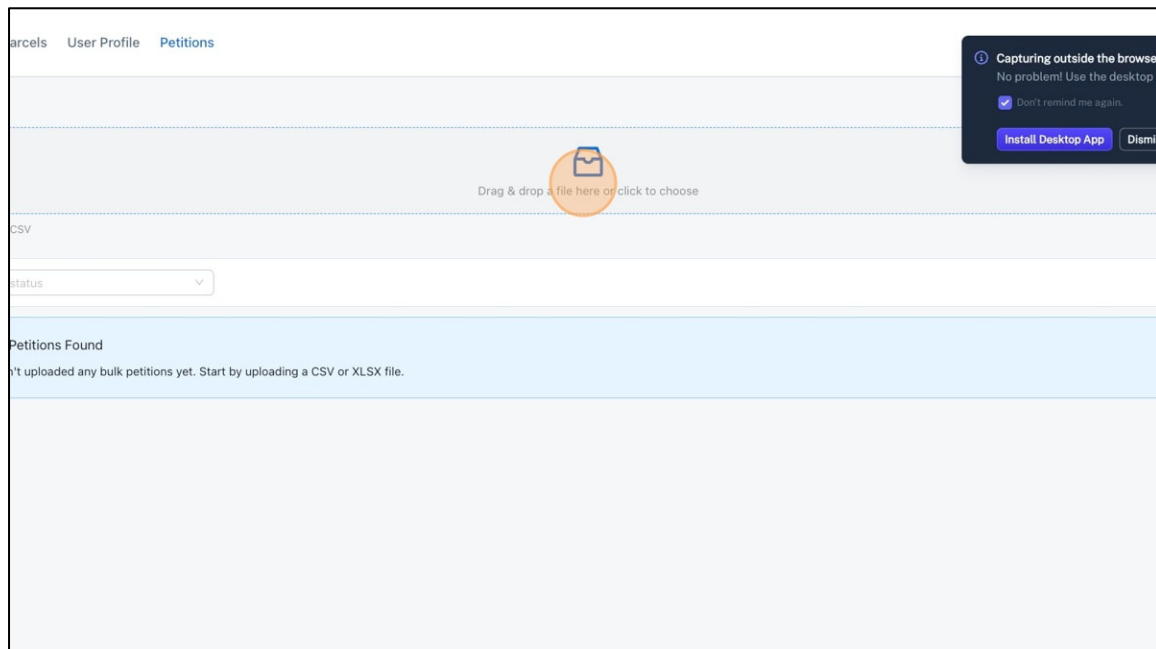 arcels User Profile Petitions
Capturing outside the browse
No problem! Use the desktop
Don't remind me again.
Install Desktop App Dismi
Drag & drop a file here or click to choose
CSV
status
Petitions Found
n't uploaded any bulk petitions yet. Start by uploading a CSV or XLSX file.